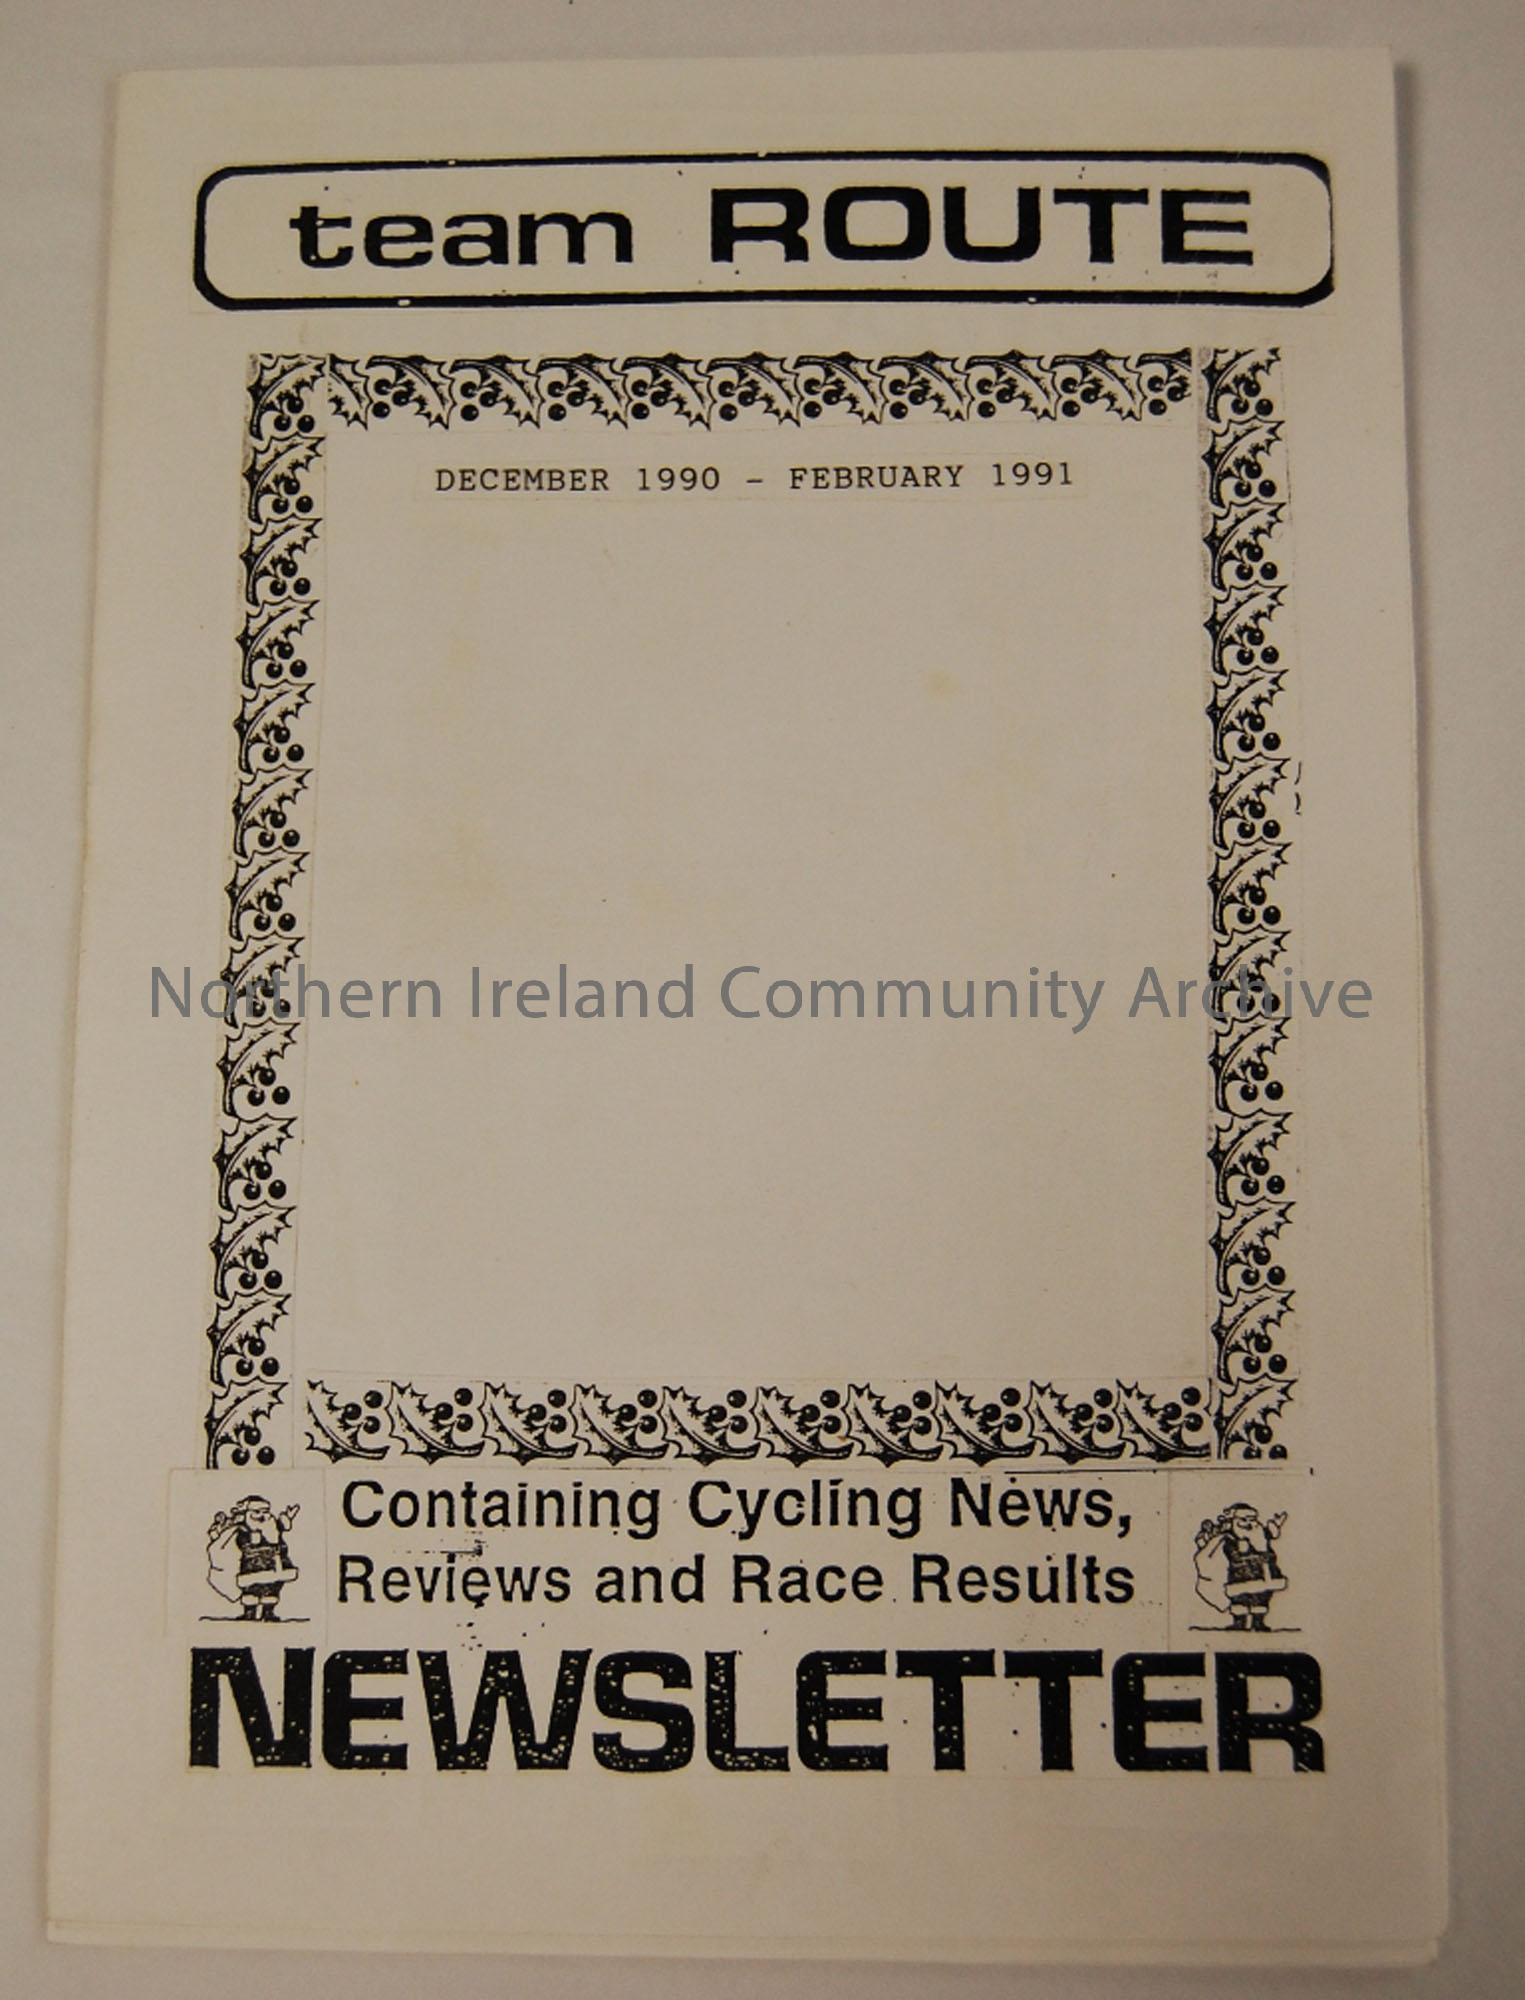 team ROUTE
DECEMBER 1990 - FEBRUARY 1991
Northern Ireland Community Archive
Containing Cycling News,
Reviews and Race Results
NEWSLETTER